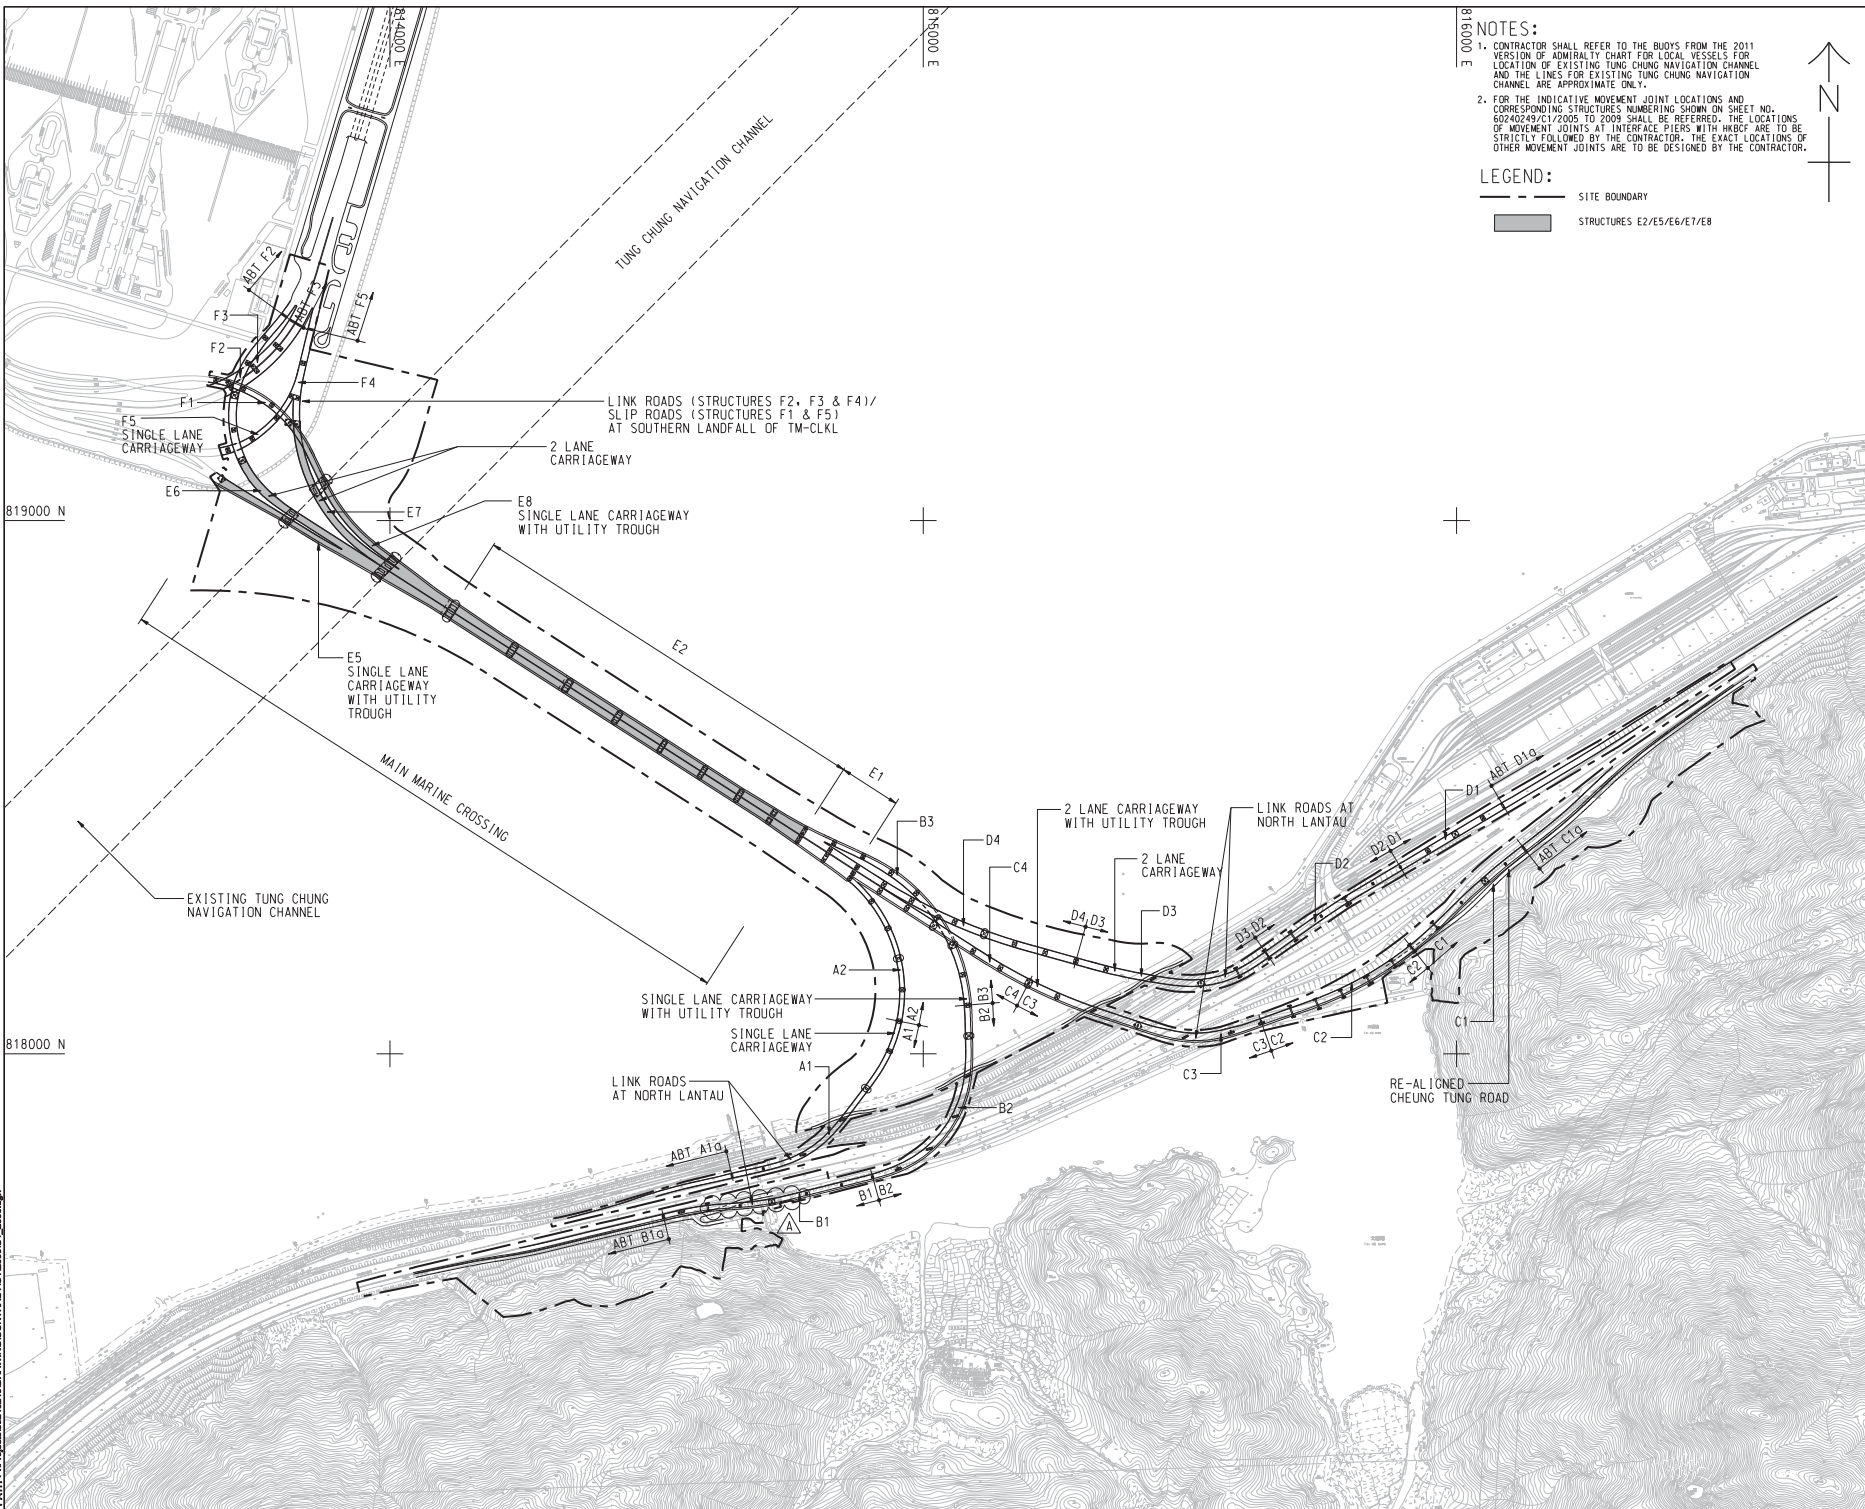 814000 E
815000 E
816000 E
NOTES:
1. CONTRACTOR SHALL REFER TO THE BUOYS FROM THE 2011
VERSION OF ADMIRALTY CHART FOR LOCAL VESSELS FOR
LOCATION OF EXISTING TUNG CHUNG NAVIGATION CHANNEL
AND THE LINES FOR EXISTING TUNG CHUNG NAVIGATION
CHANNEL ARE APPROXIMATE ONLY.
2. FOR THE INDICATIVE MOVEMENT JOINT LOCATIONS AND
CORRESPONDING STRUCTURES NUMBERING SHOWN ON SHEET NO.
60240249/C1/2005 TO 2009 SHALL BE REFERRED. THE LOCATIONS
OF MOVEMENT JOINTS AT INTERFACE PIERS WITH HKBCF ARE TO BE
STRICTLY FOLLOWED BY THE CONTRACTOR. THE EXACT LOCATIONS OF
OTHER MOVEMENT JOINTS ARE TO BE DESIGNED BY THE CONTRACTOR.
N
LEGEND:
SITE BOUNDARY
STRUCTURES E2/E5/E6/E7/E8
TUNG CHUNG NAVIGATION CHANNEL
ABT F2
ABT F3
ABT F5
F3
F2
F4
F1
F5
SINGLE LANE
CARRIAGEWAY
LINK ROADS (STRUCTURES F2, F3 & F4)/
SLIP ROADS (STRUCTURES F1 & F5)
AT SOUTHERN LANDFALL OF TM-CLKL
2 LANE
CARRIAGEWAY
E6
E7
E8
SINGLE LANE CARRIAGEWAY
WITH UTILITY TROUGH
819000 N
E2
E5
SINGLE LANE
CARRIAGEWAY
WITH UTILITY
TROUGH
MAIN MARINE CROSSING
E1
EXISTING TUNG CHUNG
NAVIGATION CHANNEL
B3
D4
C4
2 LANE CARRIAGEWAY
WITH UTILITY TROUGH
2 LANE
CARRIAGEWAY
LINK ROADS AT
NORTH LANTAU
ABT D1a
D1
D2 D1
D2
ABT C1a
D4 D3
D3
D3 D2
C2 C1
A2
SINGLE LANE CARRIAGEWAY
WITH UTILITY TROUGH
SINGLE LANE
CARRIAGEWAY
A1 A2
B2 B3
C4 C3
C3
C3 C2
C2
C1
RE-ALIGNED
CHEUNG TUNG ROAD
818000 N
A1
LINK ROADS
AT NORTH LANTAU
B2
ABT A1a
B1 B2
B1
A
ABT B1a